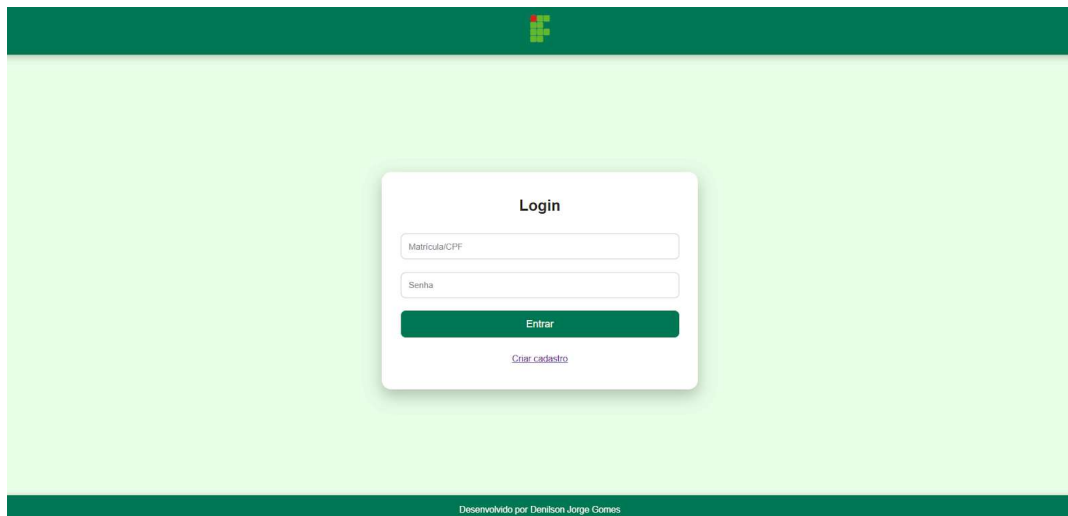 Login
Matrícula/CPF
Senha
Entrar
Criar cadastro
Desenvolvido por Denilson Jorge Gomes